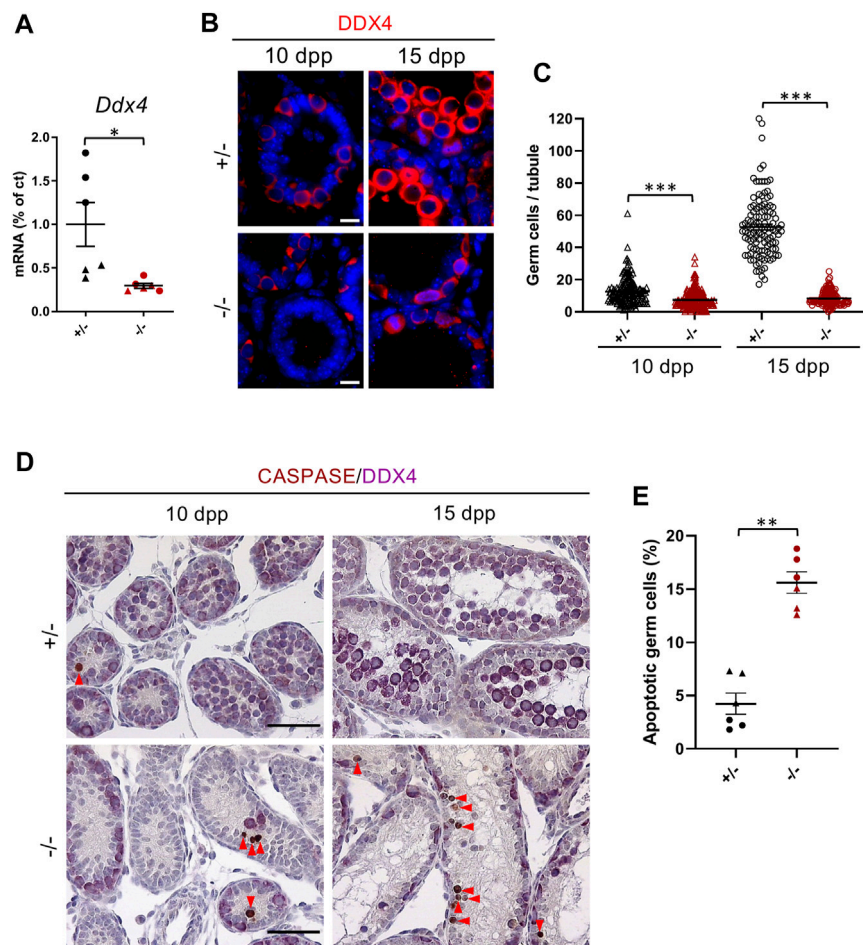 A
Ddx4
mRNA (% of ct)
2.0
1.5
1.0
0.5
0.0
*
+/-
-/-
B
DDX4
10 dpp
15 dpp
+/-
-/-
C
Germ cells / tubule
120
100
80
60
40
20
0
***
***
+/-
-/-
+/-
-/-
10 dpp
15 dpp
D
CASPASE/DDX4
10 dpp
15 dpp
+/-
-/-
E
Apoptotic germ cells (%)
20
15
10
5
0
**
+/-
-/-